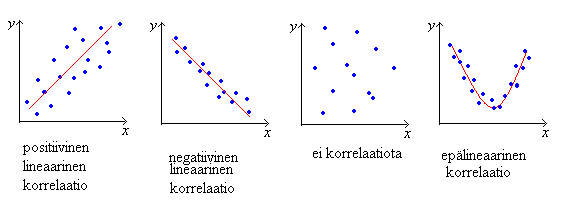 y
x
positiivinen
lineaarinen
korrelaatio
y
x
negatiivinen
lineaarinen
korrelaatio
y
x
ei korrelaatiota
y
x
epälineaarinen
korrelaatio